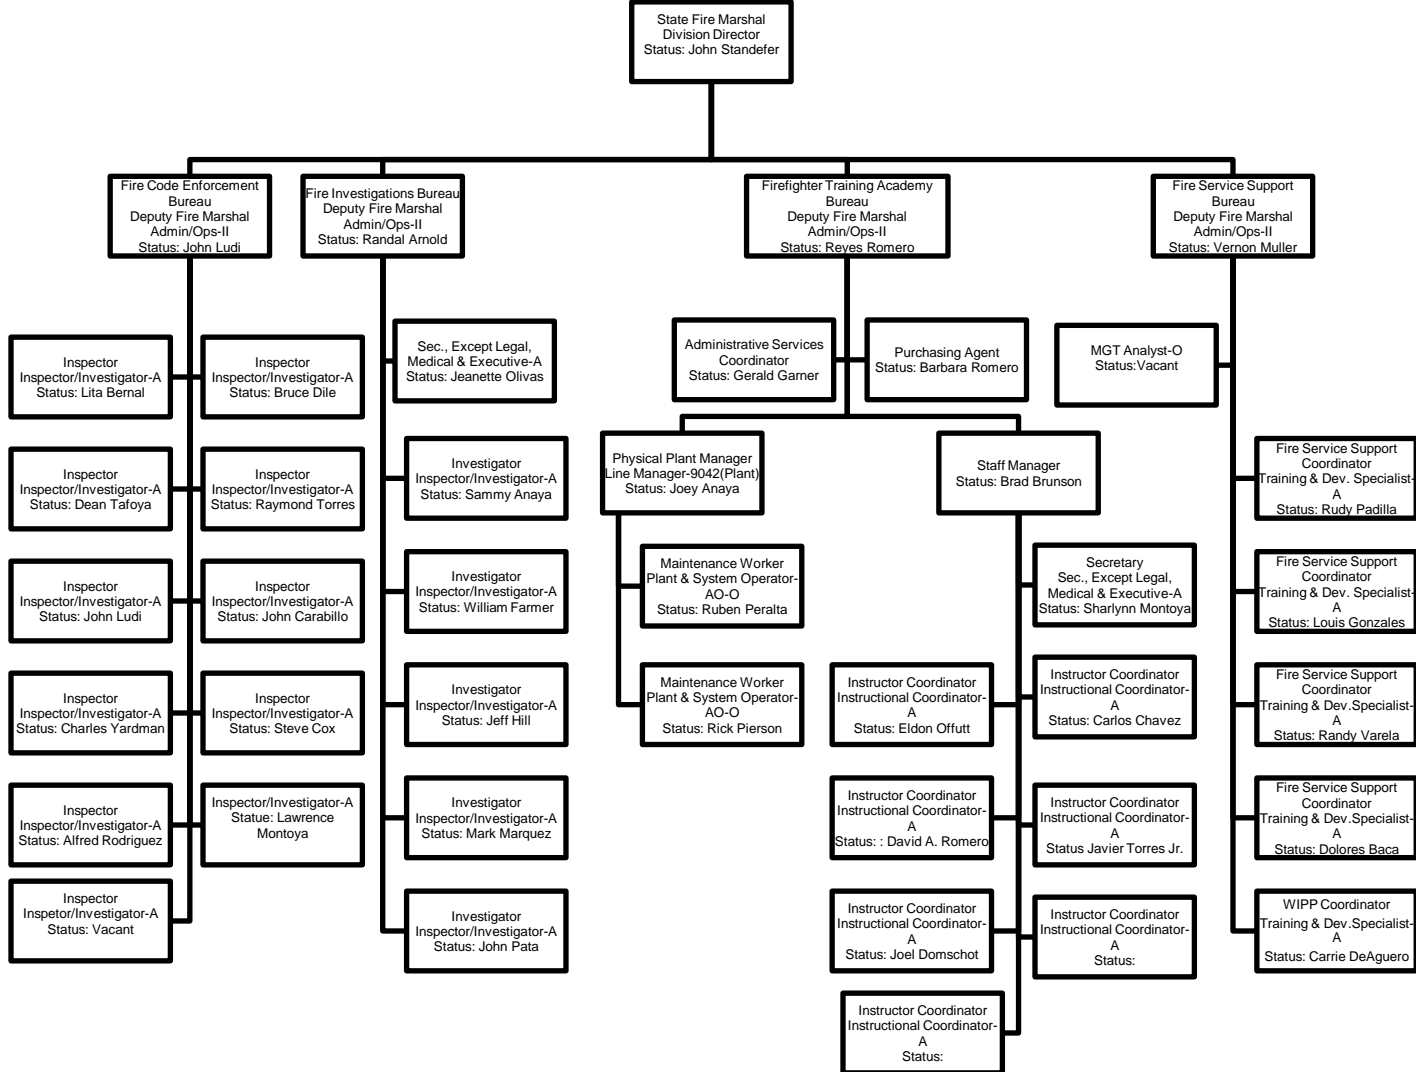 State Fire Marshal
Division Director
Status: John Standefer
Fire Code Enforcement
Bureau
Deputy Fire Marshal
Admin/Ops-II
Status: John Ludi
Fire Investigations Bureau
Deputy Fire Marshal
Admin/Ops-II
Status: Randal Arnold
Firefighter Training Academy
Bureau
Deputy Fire Marshal
Admin/Ops-II
Status: Reyes Romero
Fire Service Support
Bureau
Deputy Fire Marshal
Admin/Ops-II
Status: Vernon Muller
Inspector
Inspector/Investigator-A
Status: Lita Bernal
Inspector
Inspector/Investigator-A
Status: Bruce Dile
Inspector
Inspector/Investigator-A
Status: Dean Tafoya
Inspector
Inspector/Investigator-A
Status: Raymond Torres
Inspector
Inspector/Investigator-A
Status: John Ludi
Inspector
Inspector/Investigator-A
Status: John Carabillo
Inspector
Inspector/Investigator-A
Status: Charles Yardman
Inspector
Inspector/Investigator-A
Status: Steve Cox
Inspector
Inspector/Investigator-A
Status: Alfred Rodriguez
Inspector/Investigator-A
Statue: Lawrence
Montoya
Inspector
Inspetor/Investigator-A
Status: Vacant
Sec., Except Legal,
Medical & Executive-A
Status: Jeanette Olivas
Investigator
Inspector/Investigator-A
Status: Sammy Anaya
Investigator
Inspector/Investigator-A
Status: William Farmer
Investigator
Inspector/Investigator-A
Status: Jeff Hill
Investigator
Inspector/Investigator-A
Status: Mark Marquez
Investigator
Inspector/Investigator-A
Status: John Pata
Administrative Services
Coordinator
Status: Gerald Garner
Purchasing Agent
Status: Barbara Romero
Physical Plant Manager
Line Manager-9042(Plant)
Status: Joey Anaya
Staff Manager
Status: Brad Brunson
Maintenance Worker
Plant & System Operator-
AO-O
Status: Ruben Peralta
Maintenance Worker
Plant & System Operator-
AO-O
Status: Rick Pierson
Secretary
Sec., Except Legal,
Medical & Executive-A
Status: Sharlynn Montoya
Instructor Coordinator
Instructional Coordinator-
A
Status: Eldon Offutt
Instructor Coordinator
Instructional Coordinator-
A
Status: Carlos Chavez
Instructor Coordinator
Instructional Coordinator-
A
Status: : David A. Romero
Instructor Coordinator
Instructional Coordinator-
A
Status Javier Torres Jr.
Instructor Coordinator
Instructional Coordinator-
A
Status: Joel Domschot
Instructor Coordinator
Instructional Coordinator-
A
Status:
Instructor Coordinator
Instructional Coordinator-
A
Status:
MGT Analyst-O
Status:Vacant
Fire Service Support
Coordinator
Training & Dev. Specialist-
A
Status: Rudy Padilla
Fire Service Support
Coordinator
Training & Dev. Specialist-
A
Status: Louis Gonzales
Fire Service Support
Coordinator
Training & Dev.Specialist-
A
Status: Randy Varela
Fire Service Support
Coordinator
Training & Dev.Specialist-
A
Status: Dolores Baca
WIPP Coordinator
Training & Dev.Specialist-
A
Status: Carrie DeAguero